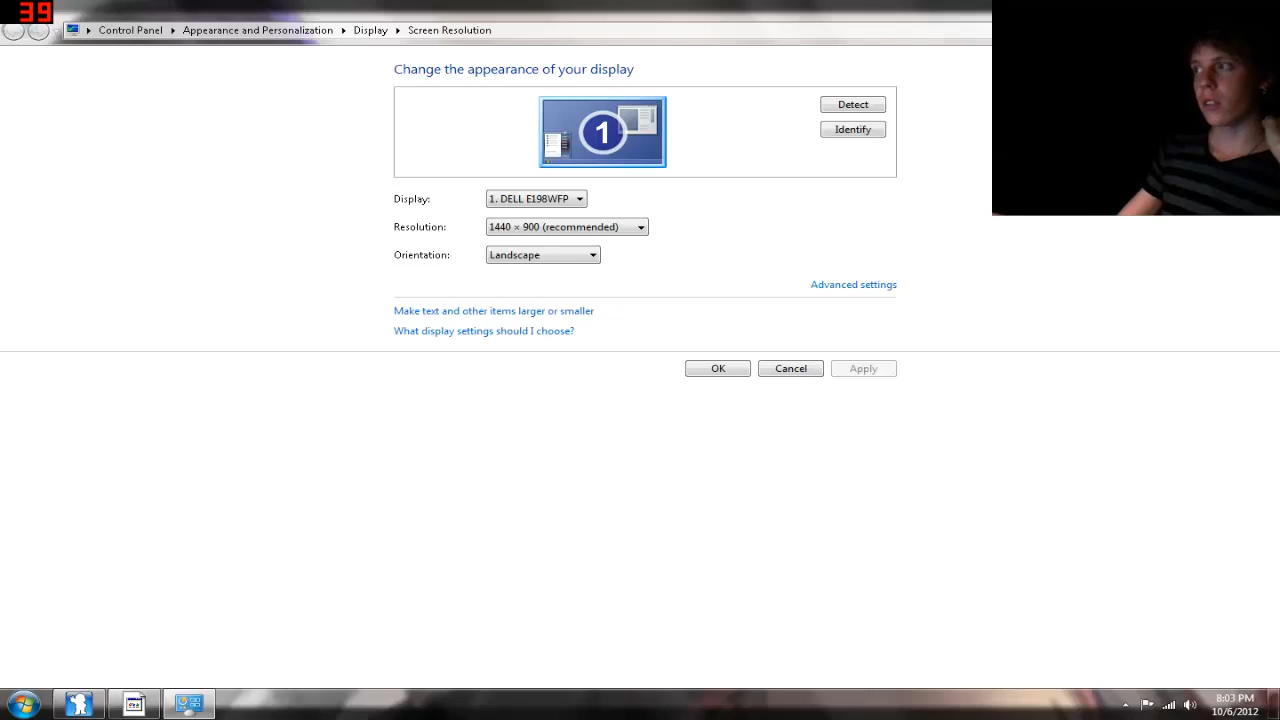 39
Control Panel Appearance and Personalization Display Screen Resolution
Change the appearance of your display
1
Detect
Identify
Display: 1. DELL E198WFP
Resolution: 1440 × 900 (recommended)
Orientation: Landscape
Advanced settings
Make text and other items larger or smaller
What display settings should I choose?
OK Cancel Apply
8:03 PM
10/6/2012